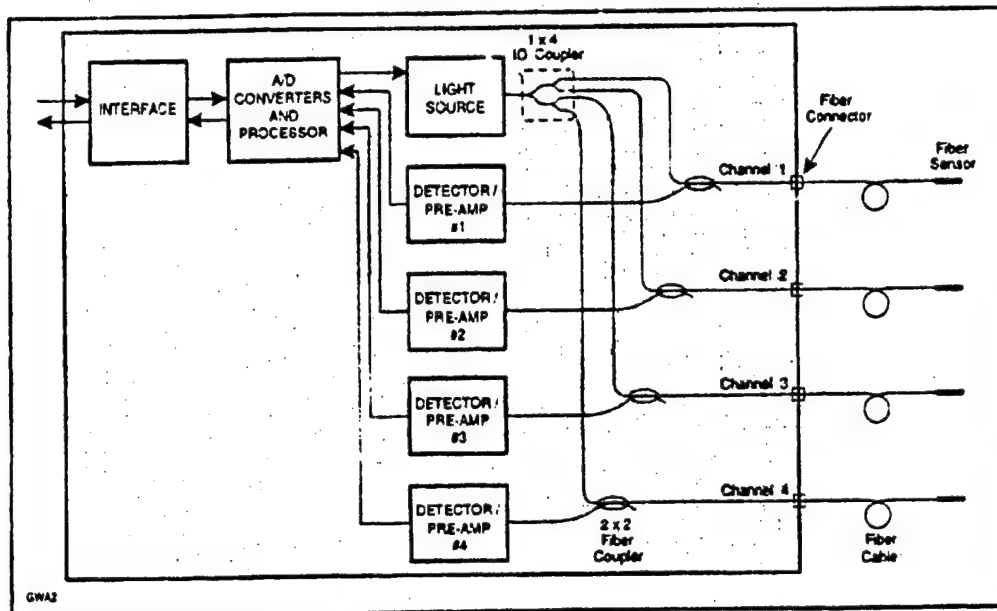 1 x 4
IO Coupler
INTERFACE
A/D
CONVERTERS
AND
PROCESSOR
LIGHT
SOURCE
Fiber
Connector
Fiber
Sensor
Channel 1
DETECTOR /
PRE-AMP
#1
Channel 2
DETECTOR /
PRE-AMP
#2
Channel 3
DETECTOR /
PRE-AMP
#3
Channel 4
DETECTOR /
PRE-AMP
#4
2 x 2
Fiber
Coupler
Fiber
Cable
GWA2